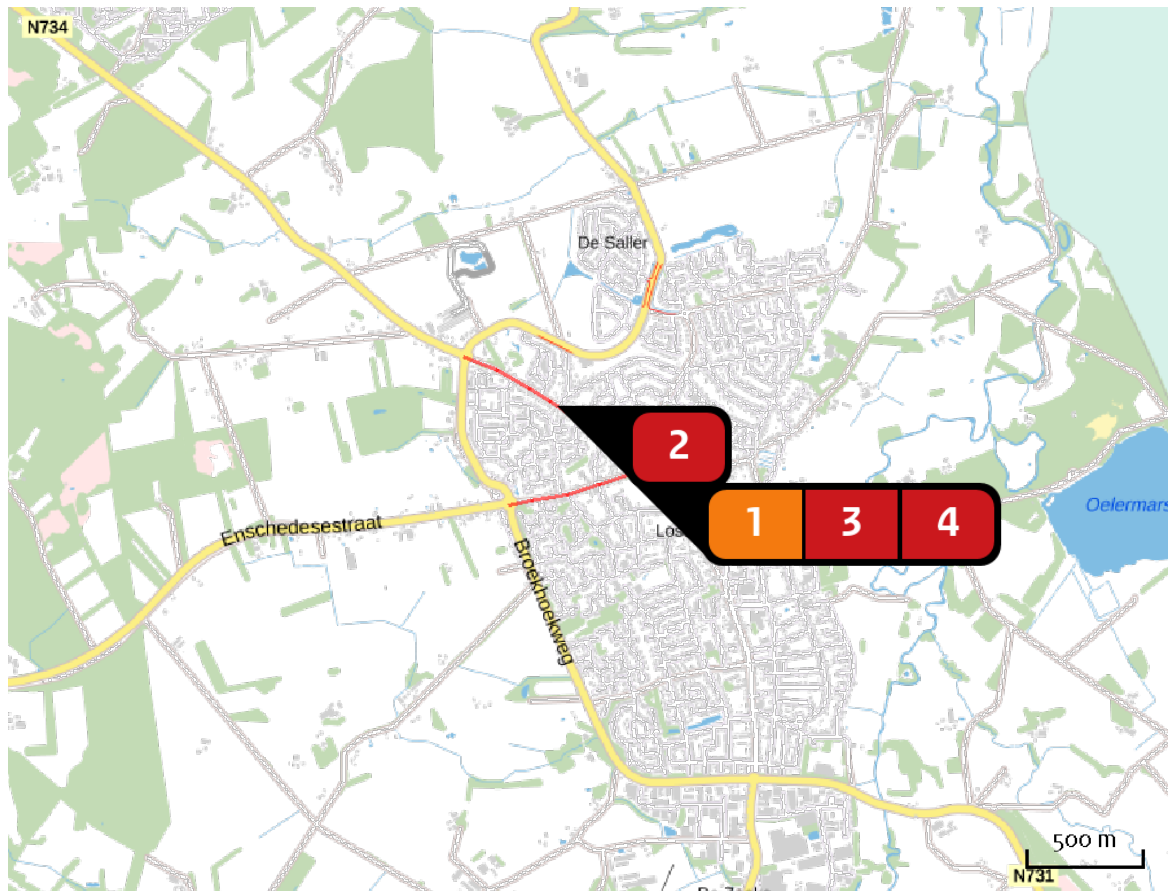 N734
De Saller
2
1 3 4
Los
Oelermars
Enschedesestraat
Broekhoekweg
500 m
N731